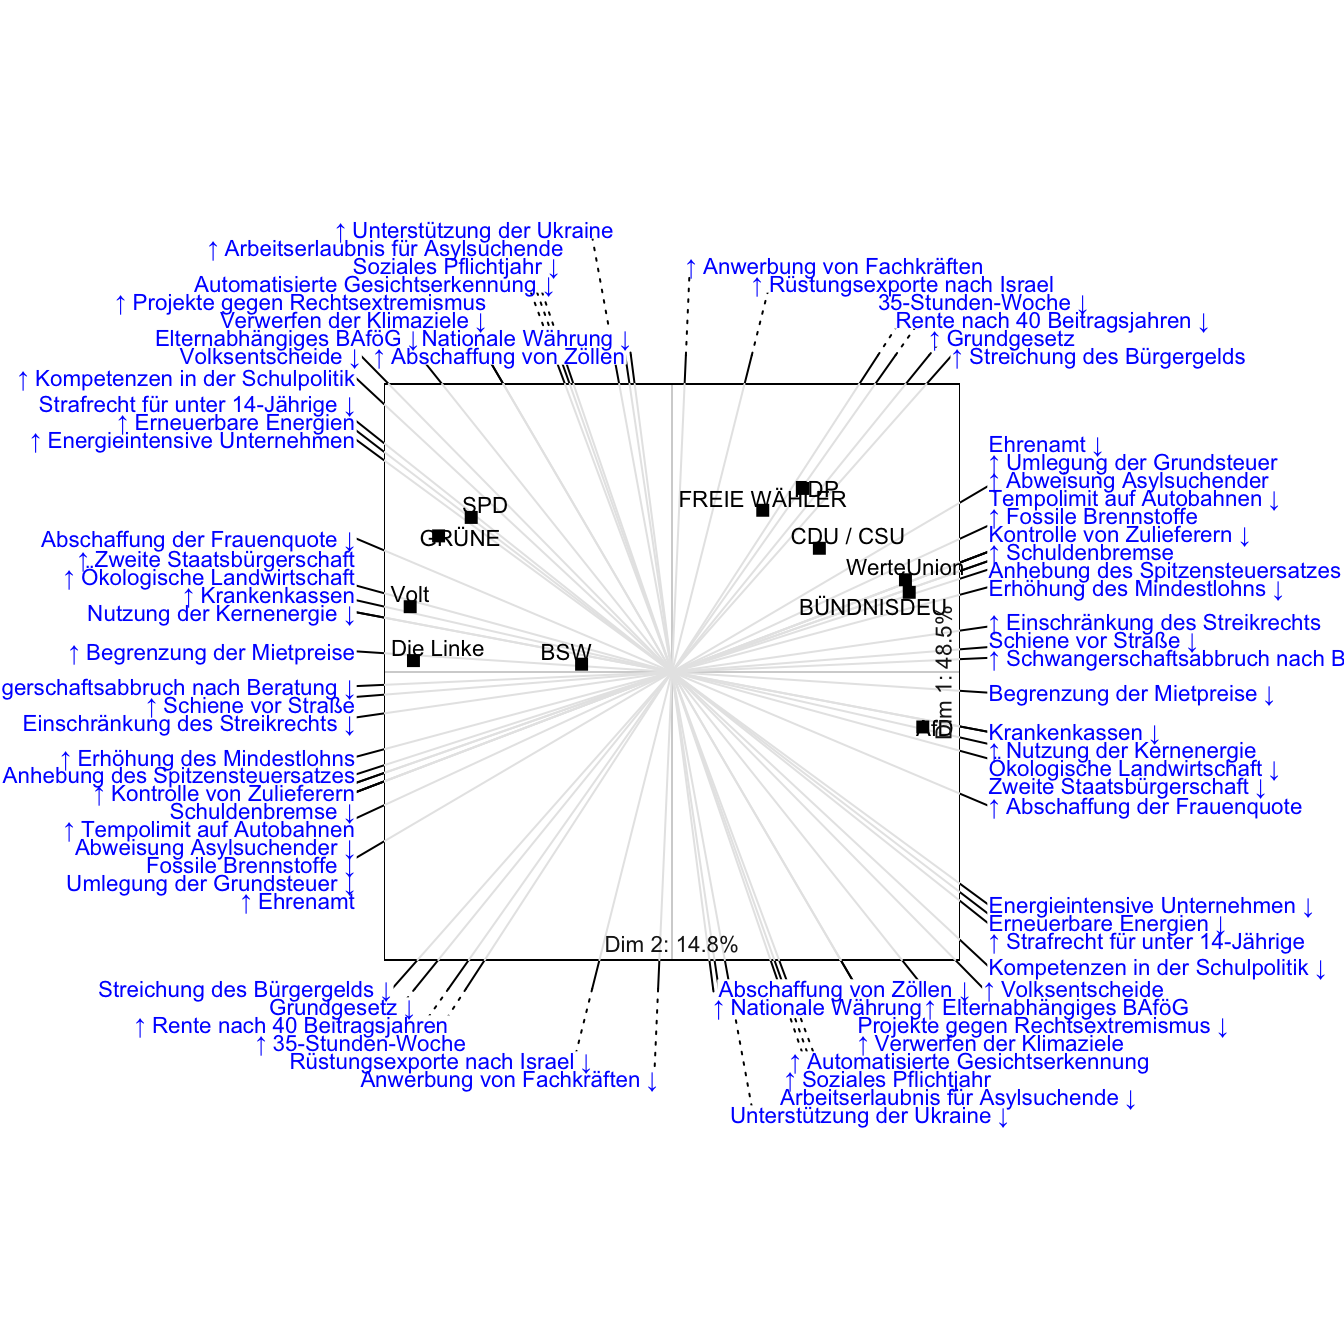 ↑ Unterstützung der Ukraine
↑ Arbeitserlaubnis für Asylsuchende
Soziales Pflichtjahr ↓
Automatisierte Gesichtserkennung ↓
↑ Projekte gegen Rechtsextremismus
Verwerfen der Klimaziele ↓
Elternabhängiges BAföG ↓
Nationale Währung ↓
Volksentscheide ↓
↑ Abschaffung von Zöllen
↑ Anwerbung von Fachkräften
↑ Rüstungsexporte nach Israel
35-Stunden-Woche ↓
Rente nach 40 Beitragsjahren ↓
↑ Grundgesetz
↑ Streichung des Bürgergelds
↑ Kompetenzen in der Schulpolitik
Strafrecht für unter 14-Jährige ↓
↑ Erneuerbare Energien
↑ Energieintensive Unternehmen
Abschaffung der Frauenquote ↓
↑ Zweite Staatsbürgerschaft
↑ Ökologische Landwirtschaft
↑ Krankenkassen
Nutzung der Kernenergie ↓
↑ Begrenzung der Mietpreise
gerschaftsabbruch nach Beratung ↓
↑ Schiene vor Straße
Einschränkung des Streikrechts ↓
↑ Erhöhung des Mindestlohns
Anhebung des Spitzensteuersatzes
↑ Kontrolle von Zulieferern
Schuldenbremse ↓
↑ Tempolimit auf Autobahnen
Abweisung Asylsuchender ↓
Fossile Brennstoffe ↓
Umlegung der Grundsteuer ↓
↑ Ehrenamt
SPD
GRÜNE
Volt
Die Linke
BSW
FDP
FREIE WÄHLER
CDU / CSU
WerteUnion
BÜNDNISDEU
AfD
Dim 1: 48.5%
Dim 2: 14.8%
Ehrenamt ↓
↑ Umlegung der Grundsteuer
↑ Abweisung Asylsuchender
Tempolimit auf Autobahnen ↓
↑ Fossile Brennstoffe
Kontrolle von Zulieferern ↓
↑ Schuldenbremse
Anhebung des Spitzensteuersatzes
Erhöhung des Mindestlohns ↓
↑ Einschränkung des Streikrechts
Schiene vor Straße ↓
↑ Schwangerschaftsabbruch nach B
Begrenzung der Mietpreise ↓
Krankenkassen ↓
↑ Nutzung der Kernenergie
Ökologische Landwirtschaft ↓
Zweite Staatsbürgerschaft ↓
↑ Abschaffung der Frauenquote
Energieintensive Unternehmen ↓
Erneuerbare Energien ↓
↑ Strafrecht für unter 14-Jährige
Kompetenzen in der Schulpolitik ↓
Streichung des Bürgergelds ↓
Grundgesetz ↓
↑ Rente nach 40 Beitragsjahren
↑ 35-Stunden-Woche
Rüstungsexporte nach Israel ↓
Anwerbung von Fachkräften ↓
Abschaffung von Zöllen ↓
↑ Volksentscheide
↑ Nationale Währung
↑ Elternabhängiges BAföG
Projekte gegen Rechtsextremismus ↓
↑ Verwerfen der Klimaziele
↑ Automatisierte Gesichtserkennung
↑ Soziales Pflichtjahr
Arbeitserlaubnis für Asylsuchende ↓
Unterstützung der Ukraine ↓